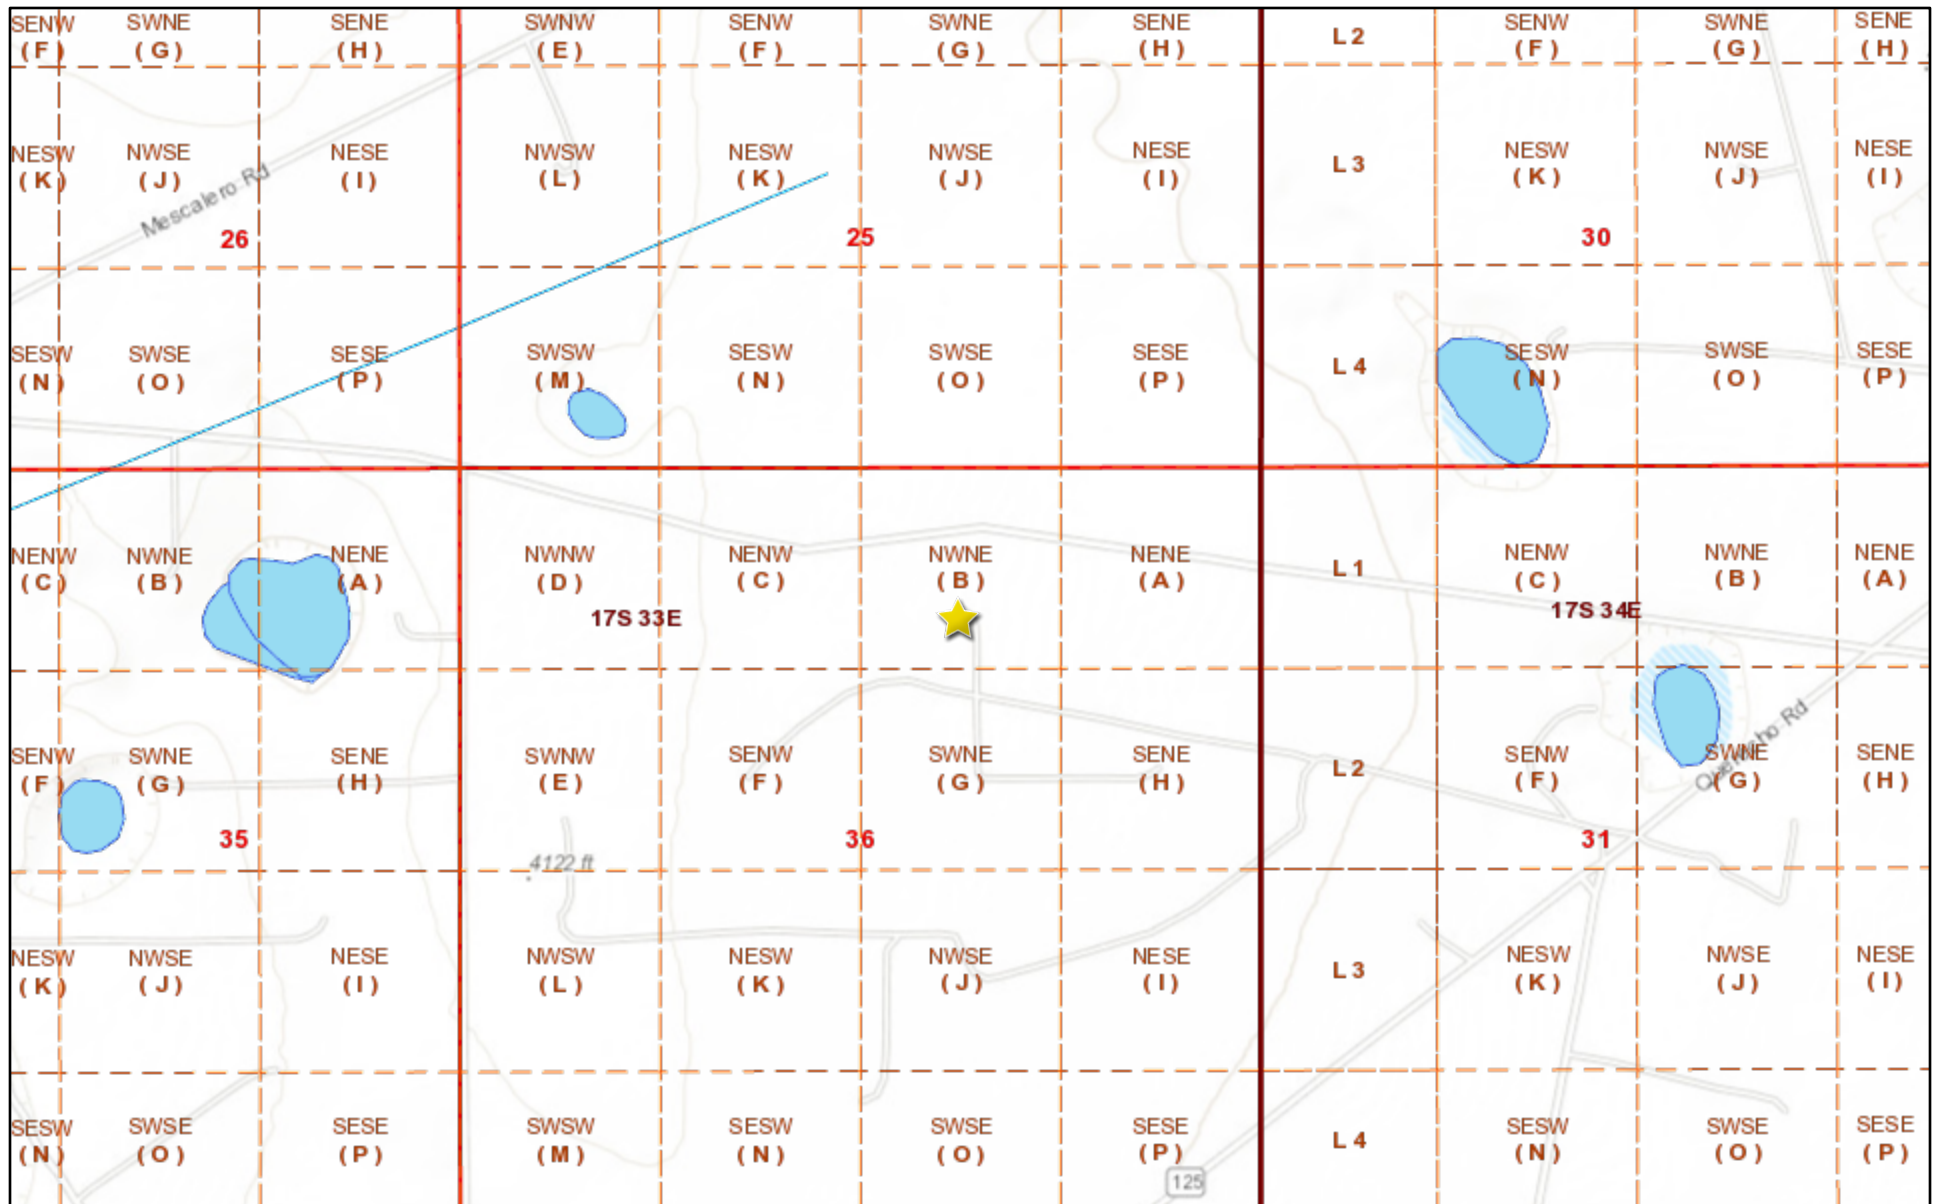 SENW SWNE SENE SWNW SENW SWNE SENE L 2 SENW SWNE SENE
(F) (G) (H) (E) (F) (G) (H) (F) (G) (H)
NESW NWSE NESE NWSW NESW NWSE NESE L 3 NESW NWSE NESE
(K) (J) (I) (L) (K) (J) (I) (K) (J) (I)
Mescalero Rd
26 25 30
SESW SWSE SESE SWSW SESW SWSE SESE L 4 SESW SWSE SESE
(N) (O) (P) (M) (N) (O) (P) (N) (O) (P)
NENW NWNE NENE NWNW NENW NWNE NENE L 1 NENW NWNE NENE
(C) (B) (A) (D) (C) (B) (A) (C) (B) (A)
17S 33E 17S 34E
SENW SWNE SENE SWNW SENW SWNE SENE L 2 SENW SWNE SENE
(F) (G) (H) (E) (F) (G) (H) (F) (G) (H)
Rd
35 36 31
4122 ft
NESW NWSE NESE NWSW NESW NWSE NESE L 3 NESW NWSE NESE
(K) (J) (I) (L) (K) (J) (I) (K) (J) (I)
SESW SWSE SESE SWSW SESW SWSE SESE L 4 SESW SWSE SESE
(N) (O) (P) (M) (N) (O) (P) (N) (O) (P)
125